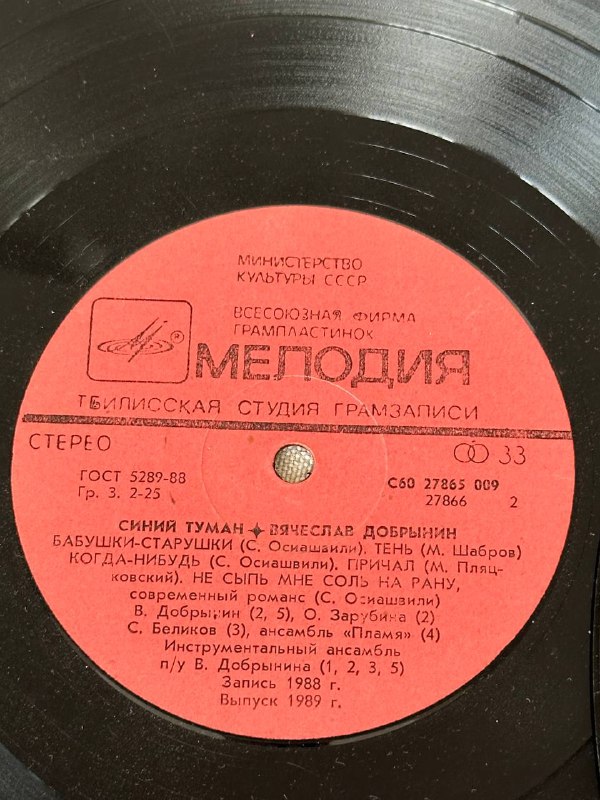 МИНИСТЕРСТВО
КУЛЬТУРЫ СССР
ВСЕСОЮЗНАЯ ФИРМА
ГРАМПЛАСТИНОК
МЕЛОДИЯ
ТБИЛИССКАЯ СТУДИЯ ГРАМЗАПИСИ
СТЕРЕО
33
ГОСТ 5289-88
Гр. 3. 2-25
С60 27865 009
27866 2
СИНИЙ ТУМАН ✦ ВЯЧЕСЛАВ ДОБРЫНИН
БАБУШКИ-СТАРУШКИ (С. Осиашвили). ТЕНЬ (М. Шабров)
КОГДА-НИБУДЬ (С. Осиашвили). ПРИЧАЛ (М. Пляц-
ковский). НЕ СЫПЬ МНЕ СОЛЬ НА РАНУ,
современный романс (С. Осиашвили)
В. Добрынин (2, 5), О. Зарубина (2)
С. Беликов (3), ансамбль «Пламя» (4)
Инструментальный ансамбль
п/у В. Добрынина (1, 2, 3, 5)
Запись 1988 г.
Выпуск 1989 г.